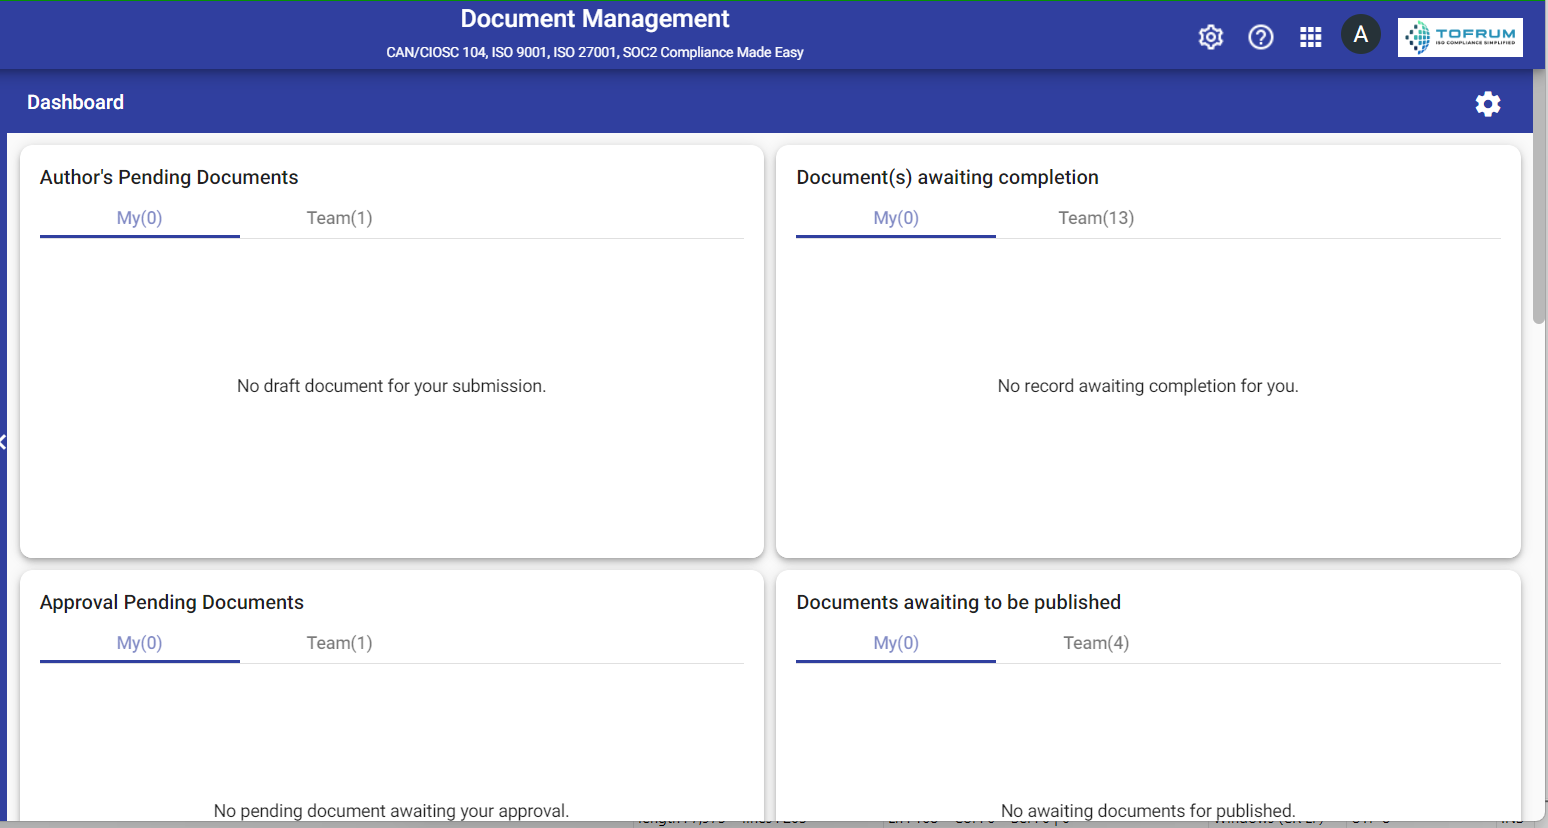 Document Management
CAN/CIOSC 104, ISO 9001, ISO 27001, SOC2 Compliance Made Easy
A
TOFRUM
ISO COMPLIANCE SIMPLIFIED
Dashboard
Author's Pending Documents
My(0) Team(1)
No draft document for your submission.
Document(s) awaiting completion
My(0) Team(13)
No record awaiting completion for you.
Approval Pending Documents
My(0) Team(1)
No pending document awaiting your approval.
Documents awaiting to be published
My(0) Team(4)
No awaiting documents for published.